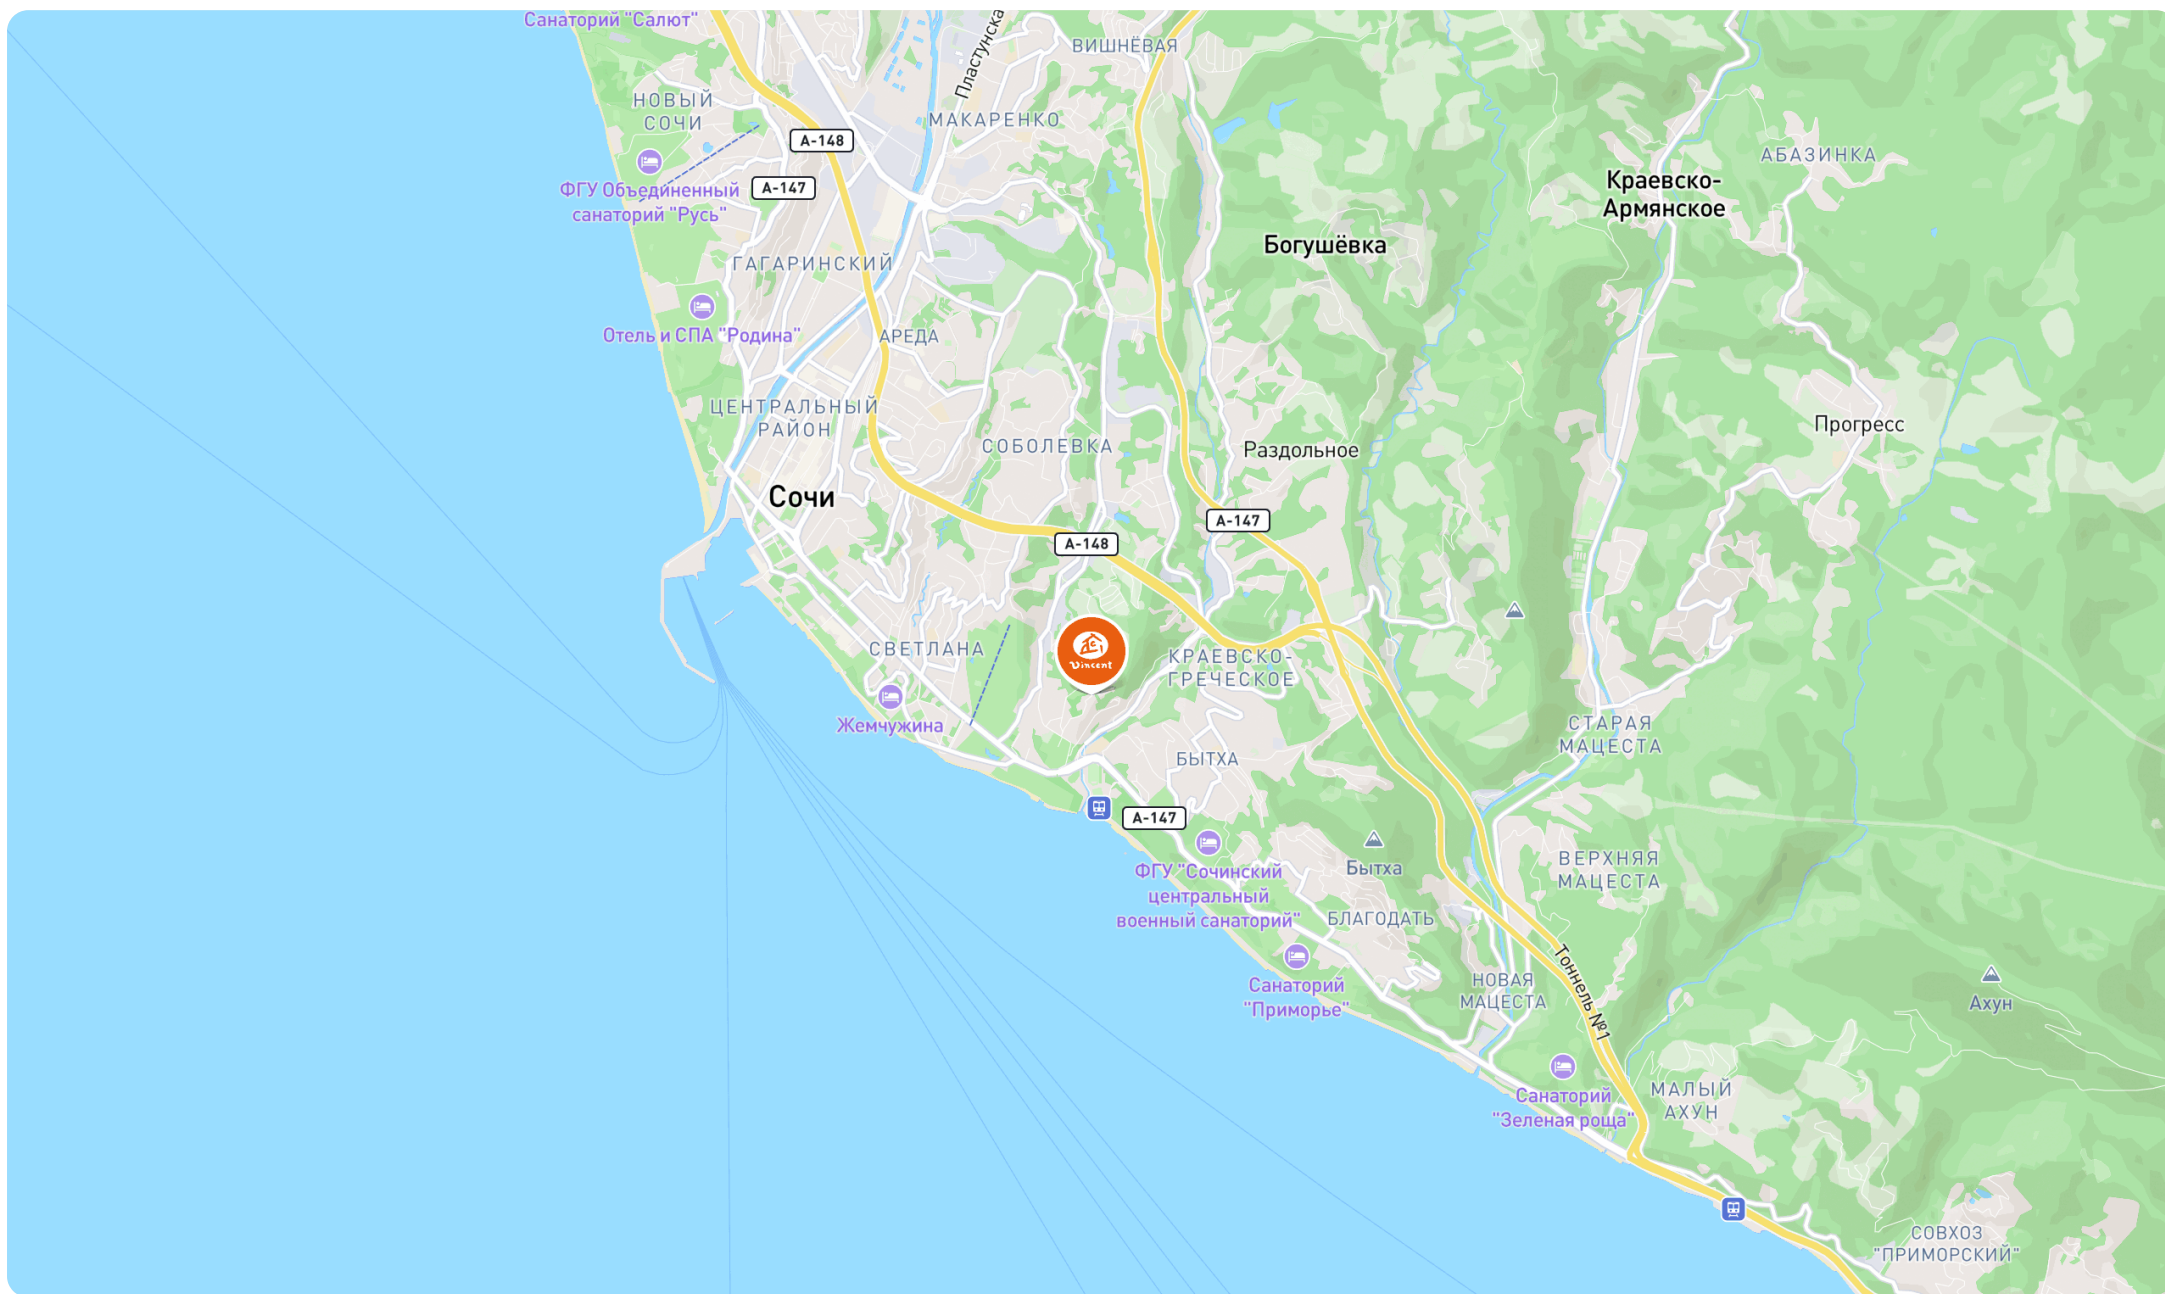 Санаторий "Салют"
Пластунска
ВИШНЁВАЯ
НОВЫЙ
СОЧИ
МАКАРЕНКО
А-148
АБАЗИНКА
ФГУ Объединенный
санаторий "Русь"
А-147
Краевско-
Армянское
Богушёвка
ГАГАРИНСКИЙ
Отель и СПА "Родина"
АРЕДА
ЦЕНТРАЛЬНЫЙ
РАЙОН
СОБОЛЕВКА
Раздольное
Прогресс
Сочи
А-147
А-148
СВЕТЛАНА
Vincent
КРАЕВСКО-
ГРЕЧЕСКОЕ
Жемчужина
СТАРАЯ
МАЦЕСТА
БЫТХА
А-147
ФГУ "Сочинский
центральный
военный санаторий"
Бытха
ВЕРХНЯЯ
МАЦЕСТА
БЛАГОДАТЬ
Санаторий
"Приморье"
НОВАЯ
МАЦЕСТА
Тоннель №1
Ахун
Санаторий
"Зеленая роща"
МАЛЫЙ
АХУН
СОВХОЗ
"ПРИМОРСКИЙ"